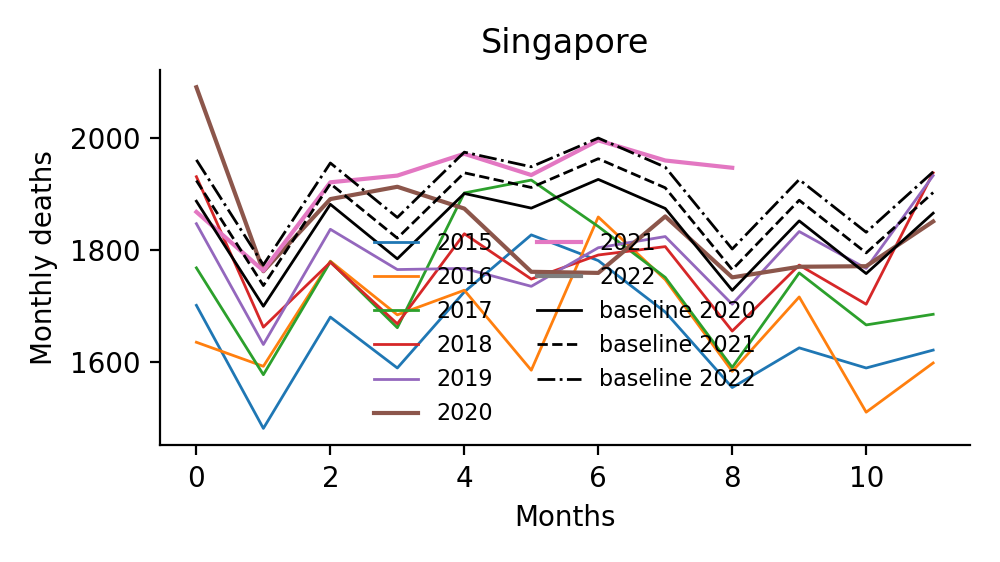 Singapore
Monthly deaths
2000
1800
1600
2015
2016
2017
2018
2019
2020
2021
2022
baseline 2020
baseline 2021
baseline 2022
0 2 4 6 8 10
Months